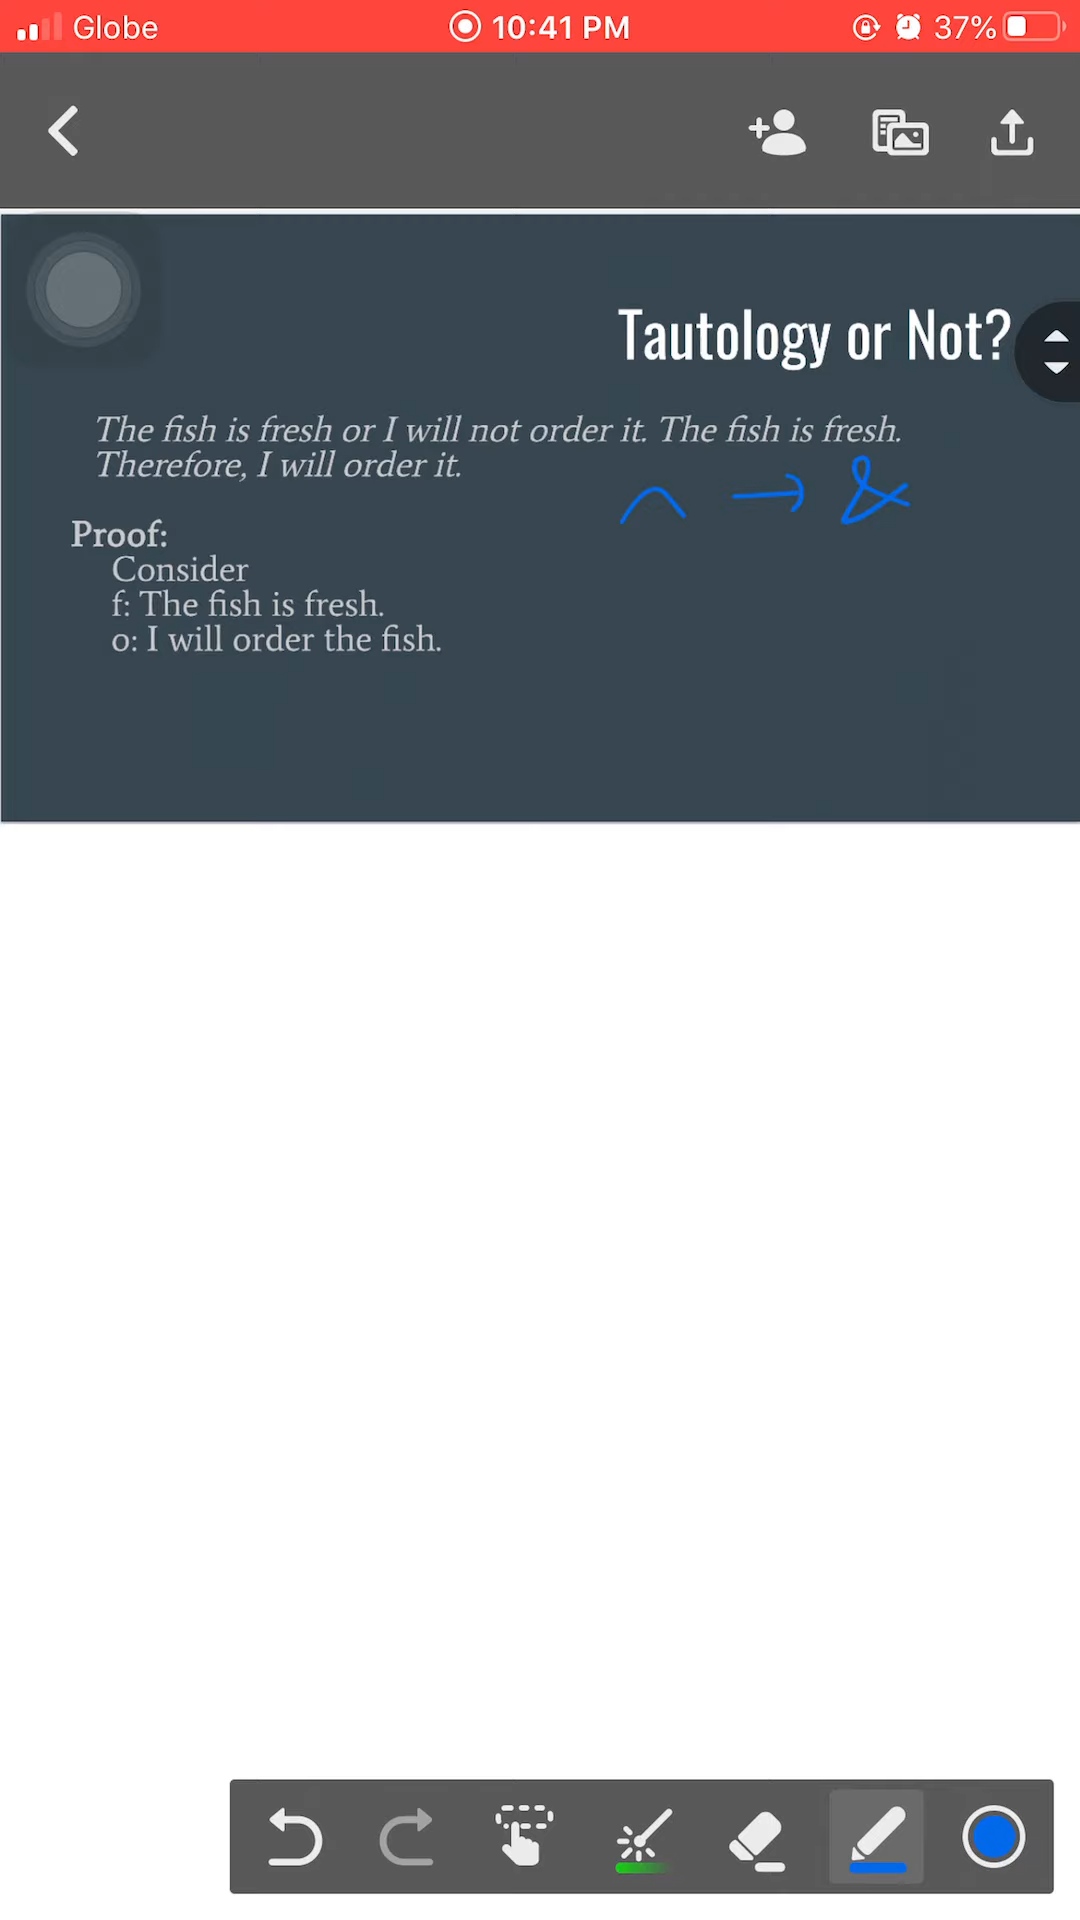 Globe 10:41 PM 37%
Tautology or Not?
The fish is fresh or I will not order it. The fish is fresh.
Therefore, I will order it.
∧ → &
Proof:
Consider
f: The fish is fresh.
o: I will order the fish.